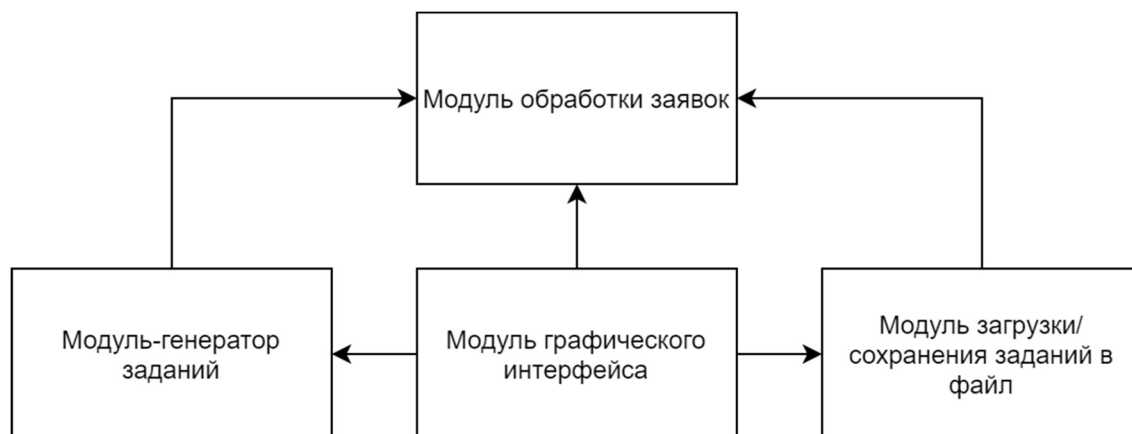 Модуль обработки заявок
Модуль-генератор
заданий
Модуль графического
интерфейса
Модуль загрузки/
сохранения заданий в
файл